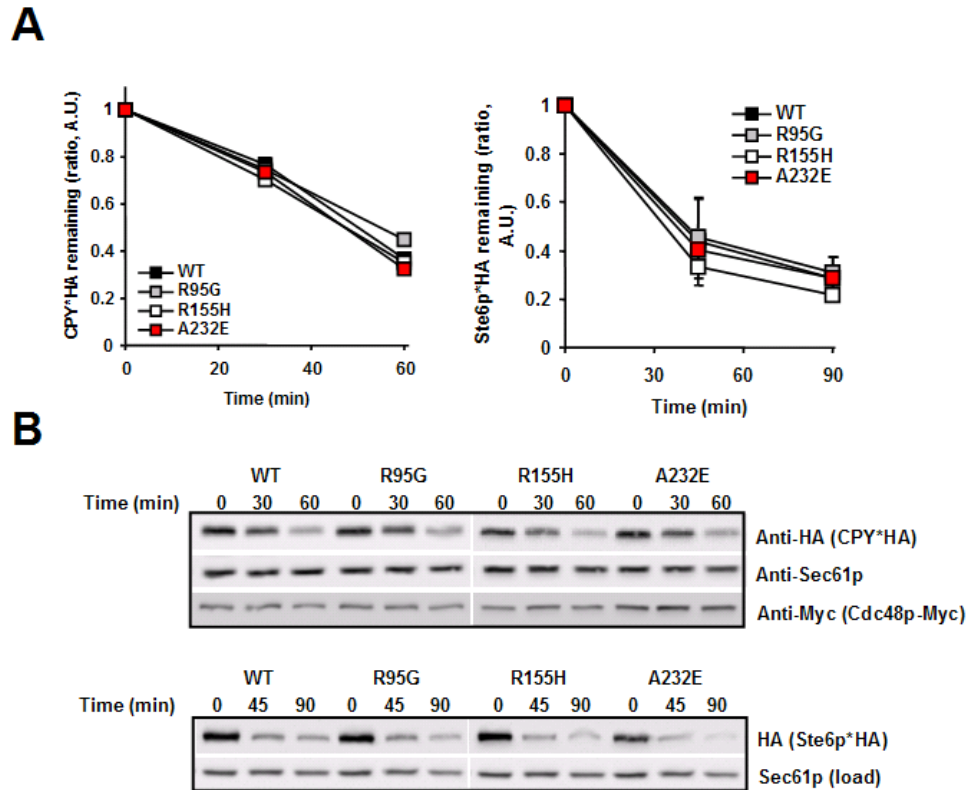 A
CPY*HA remaining (ratio, A.U.)
1
0.8
0.6
0.4
0.2
0
WT
R95G
R155H
A232E
0 20 40 60
Time (min)
Ste6p*HA remaining (ratio,
A.U.)
1
0.8
0.6
0.4
0.2
0
WT
R95G
R155H
A232E
0 30 60 90
Time (min)
B
WT R95G R155H A232E
Time (min) 0 30 60 0 30 60 0 30 60 0 30 60
Anti-HA (CPY*HA)
Anti-Sec61p
Anti-Myc (Cdc48p-Myc)
WT R95G R155H A232E
Time (min) 0 45 90 0 45 90 0 45 90 0 45 90
HA (Ste6p*HA)
Sec61p (load)